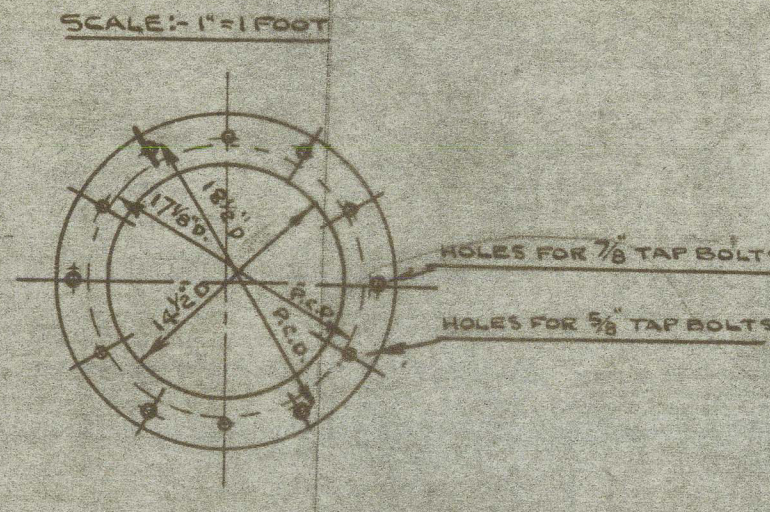 SCALE:- 1" = 1 FOOT
18½" D.
17⅛" D.
14½" D.
P.C.D.
P.C.D.
HOLES FOR ⅞" TAP BOLTS
HOLES FOR ⅝" TAP BOLTS